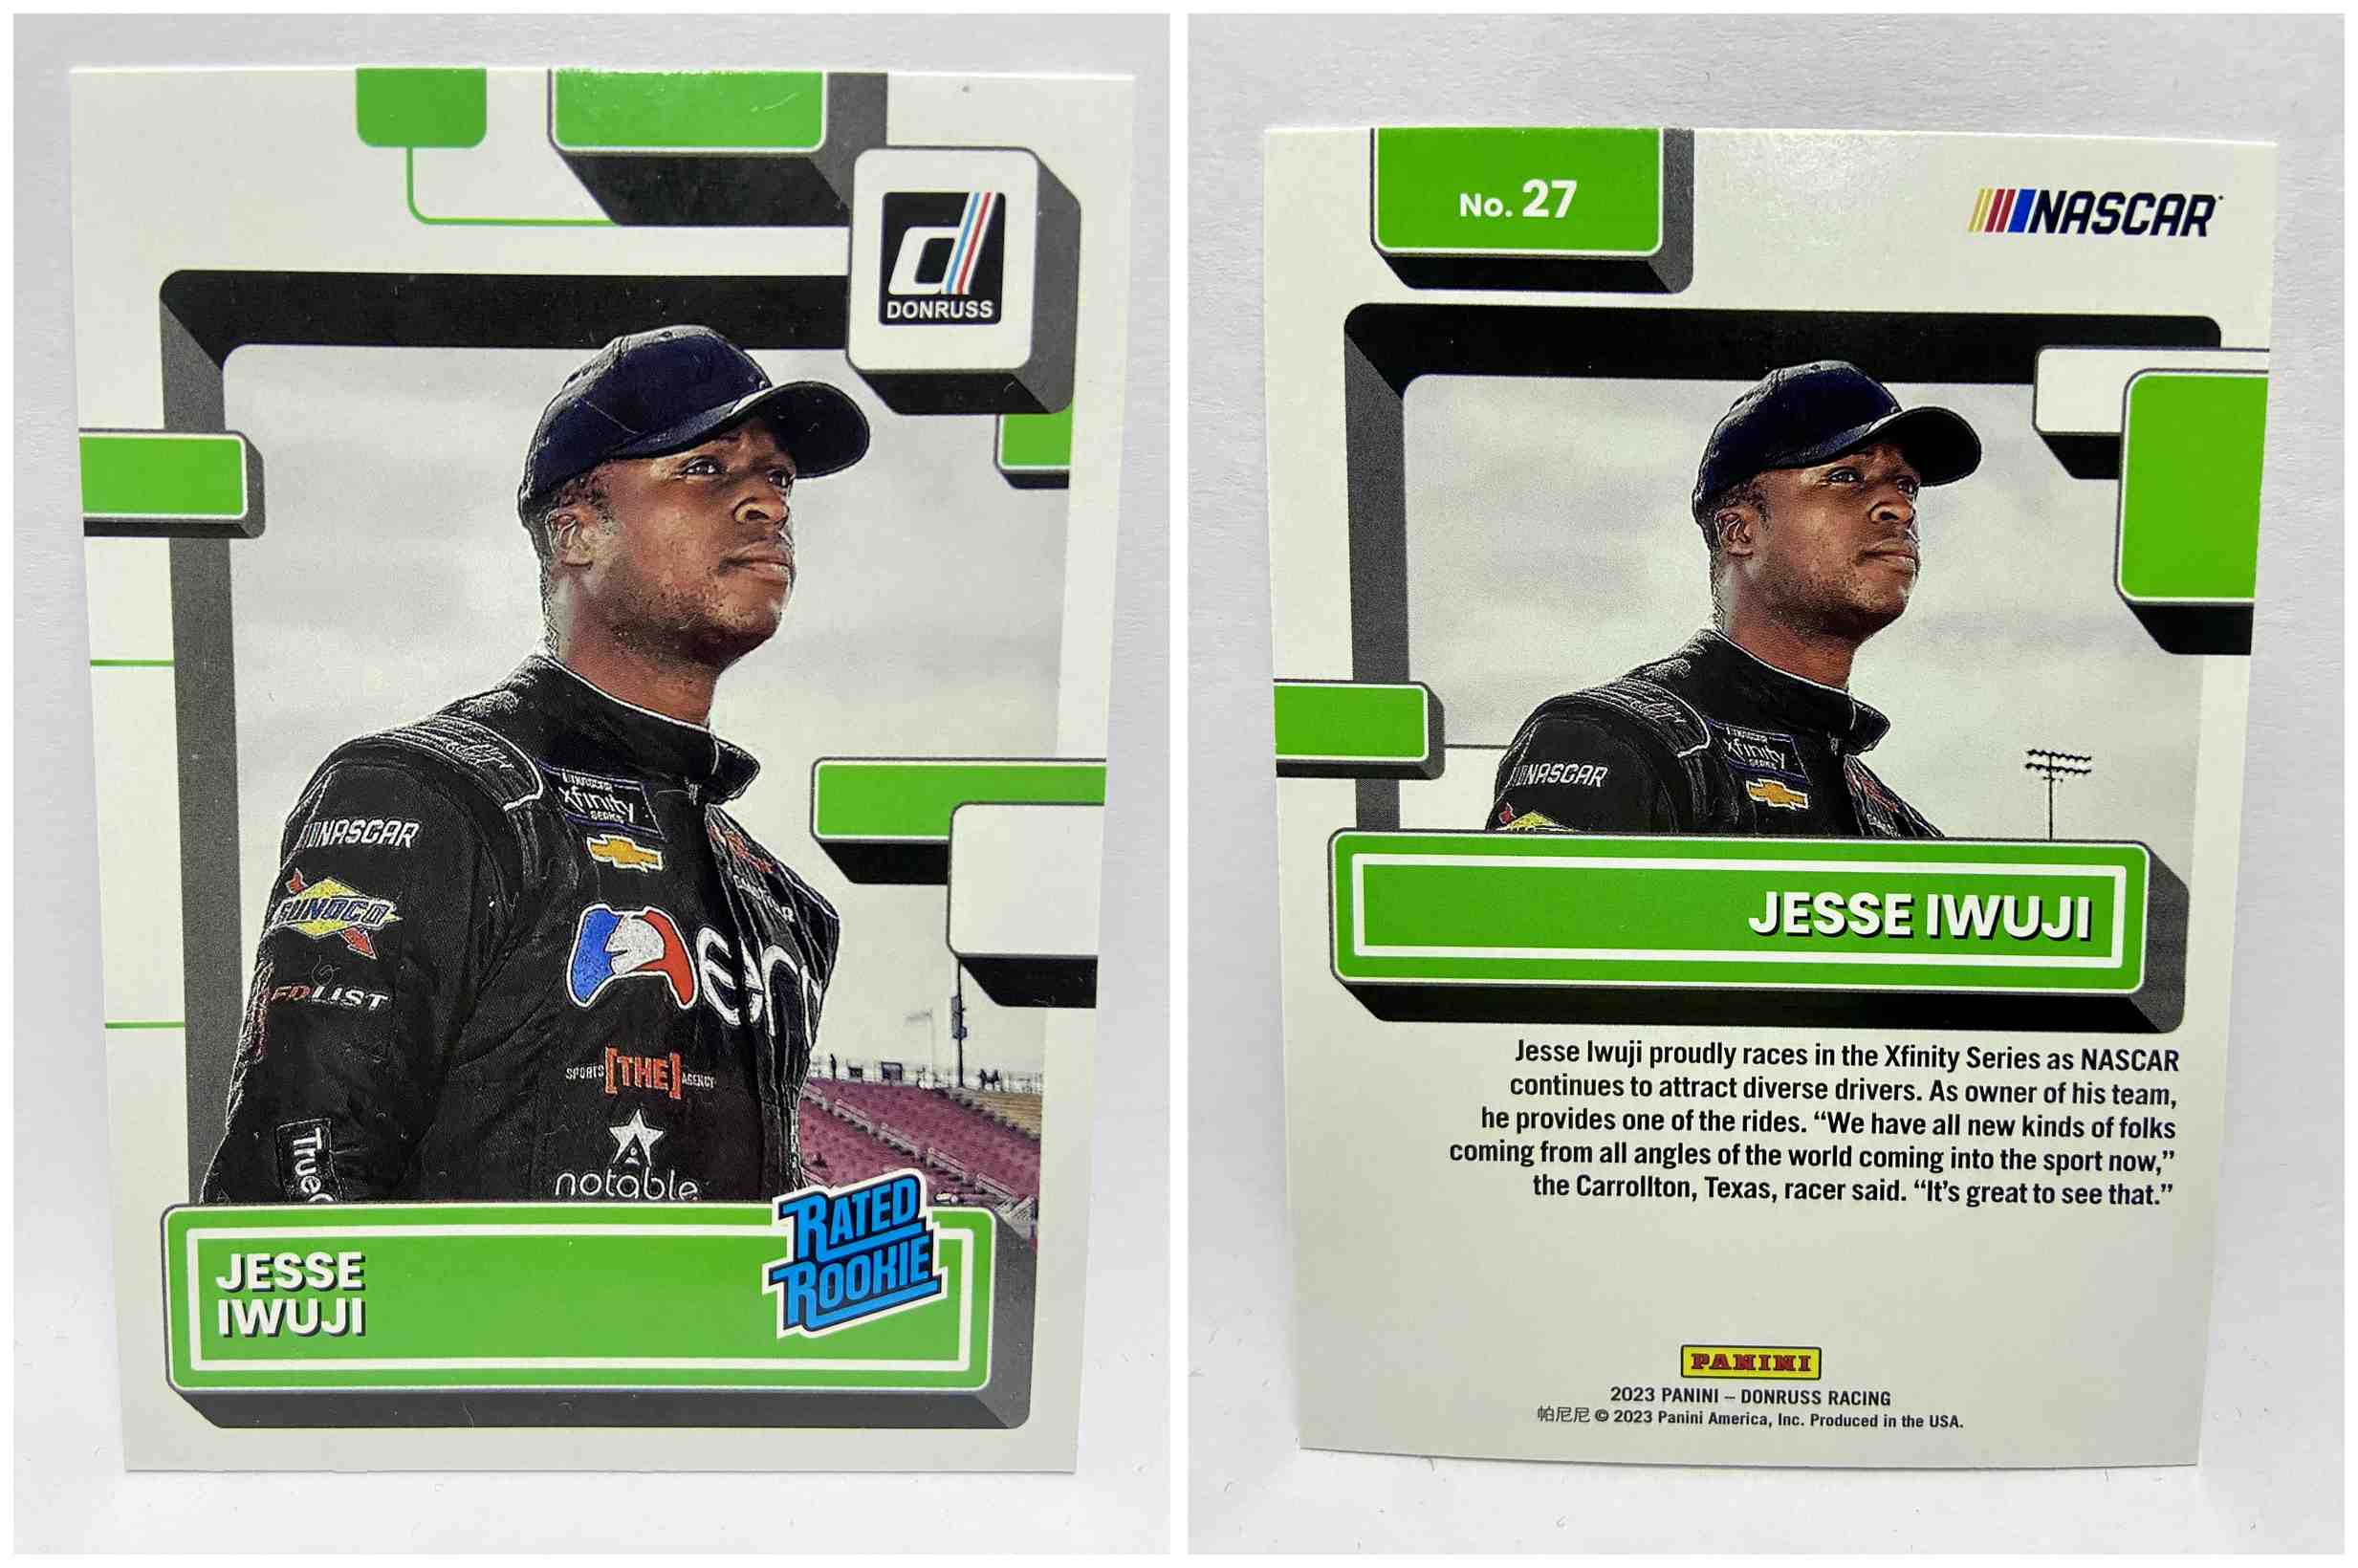 DONRUSS
NASCAR
xfinity
SERIES
SUNOCO
SPORTS [THE] AGENCY
notable
JESSE
IWUJI
RATED
ROOKIE
No. 27
NASCAR
NASCAR
xfinity
SERIES
JESSE IWUJI
Jesse Iwuji proudly races in the Xfinity Series as NASCAR
continues to attract diverse drivers. As owner of his team,
he provides one of the rides. “We have all new kinds of folks
coming from all angles of the world coming into the sport now,”
the Carrollton, Texas, racer said. “It’s great to see that.”
PANINI
2023 PANINI – DONRUSS RACING
帕尼尼 © 2023 Panini America, Inc. Produced in the USA.